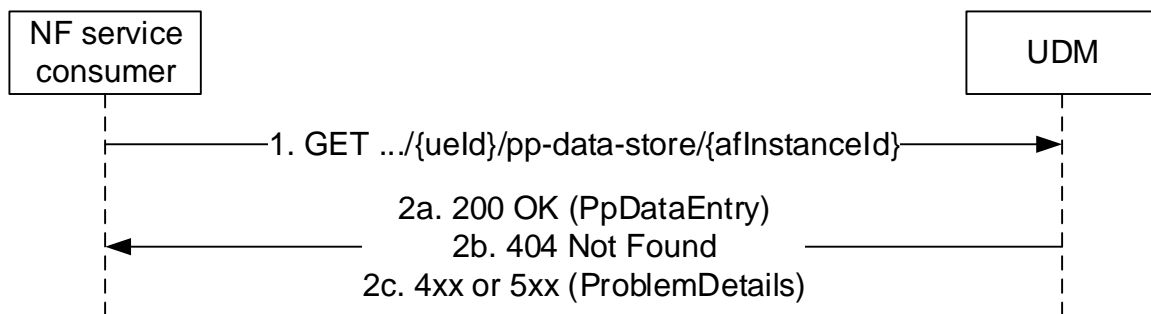 NF service
consumer
UDM
1. GET .../{ueId}/pp-data-store/{afInstanceId}
2a. 200 OK (PpDataEntry)
2b. 404 Not Found
2c. 4xx or 5xx (ProblemDetails)